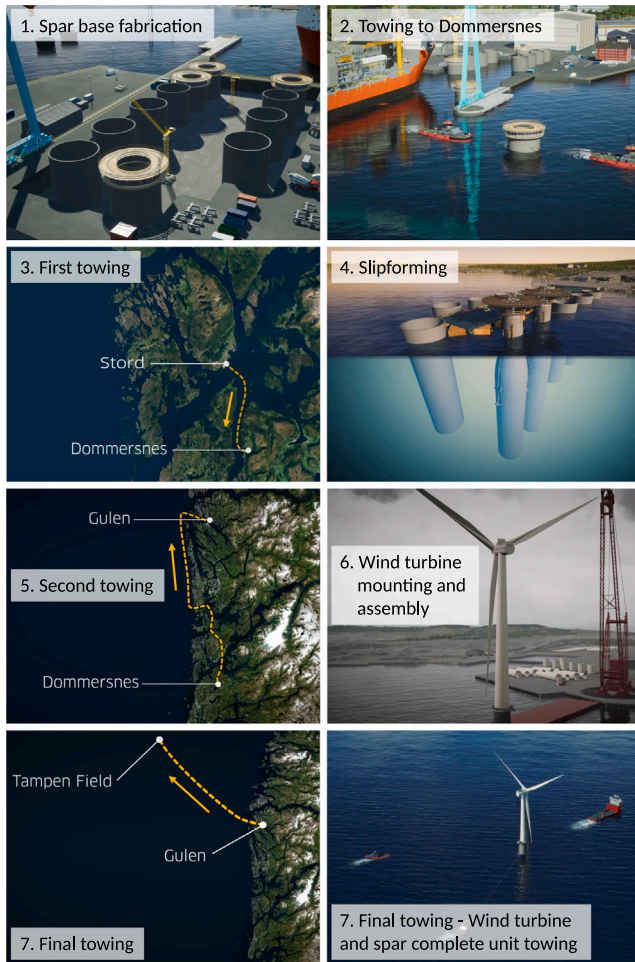 1. Spar base fabrication
2. Towing to Dommersnes
3. First towing
Stord
Dommersnes
4. Slipforming
Gulen
5. Second towing
Dommersnes
6. Wind turbine
mounting and
assembly
Tampen Field
Gulen
7. Final towing
7. Final towing - Wind turbine
and spar complete unit towing